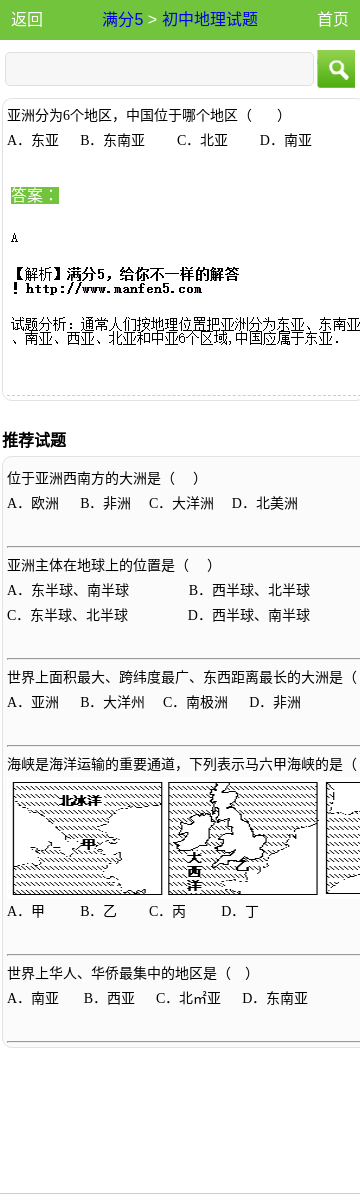 返回 满分5 > 初中地理试题 首页
亚洲分为6个地区，中国位于哪个地区（ ）
A．东亚 B．东南亚 C．北亚 D．南亚
答案：
A
【解析】满分5，给你不一样的解答
！http://www.manfen5.com
试题分析：通常人们按地理位置把亚洲分为东亚、东南亚
、南亚、西亚、北亚和中亚6个区域,中国应属于东亚．
推荐试题
位于亚洲西南方的大洲是（ ）
A．欧洲 B．非洲 C．大洋洲 D．北美洲
亚洲主体在地球上的位置是（ ）
A．东半球、南半球 B．西半球、北半球
C．东半球、北半球 D．西半球、南半球
世界上面积最大、跨纬度最广、东西距离最长的大洲是（
A．亚洲 B．大洋州 C．南极洲 D．非洲
海峡是海洋运输的重要通道，下列表示马六甲海峡的是（
北冰洋
甲
乙
大西洋
A．甲 B．乙 C．丙 D．丁
世界上华人、华侨最集中的地区是（ ）
A．南亚 B．西亚 C．北㎡亚 D．东南亚